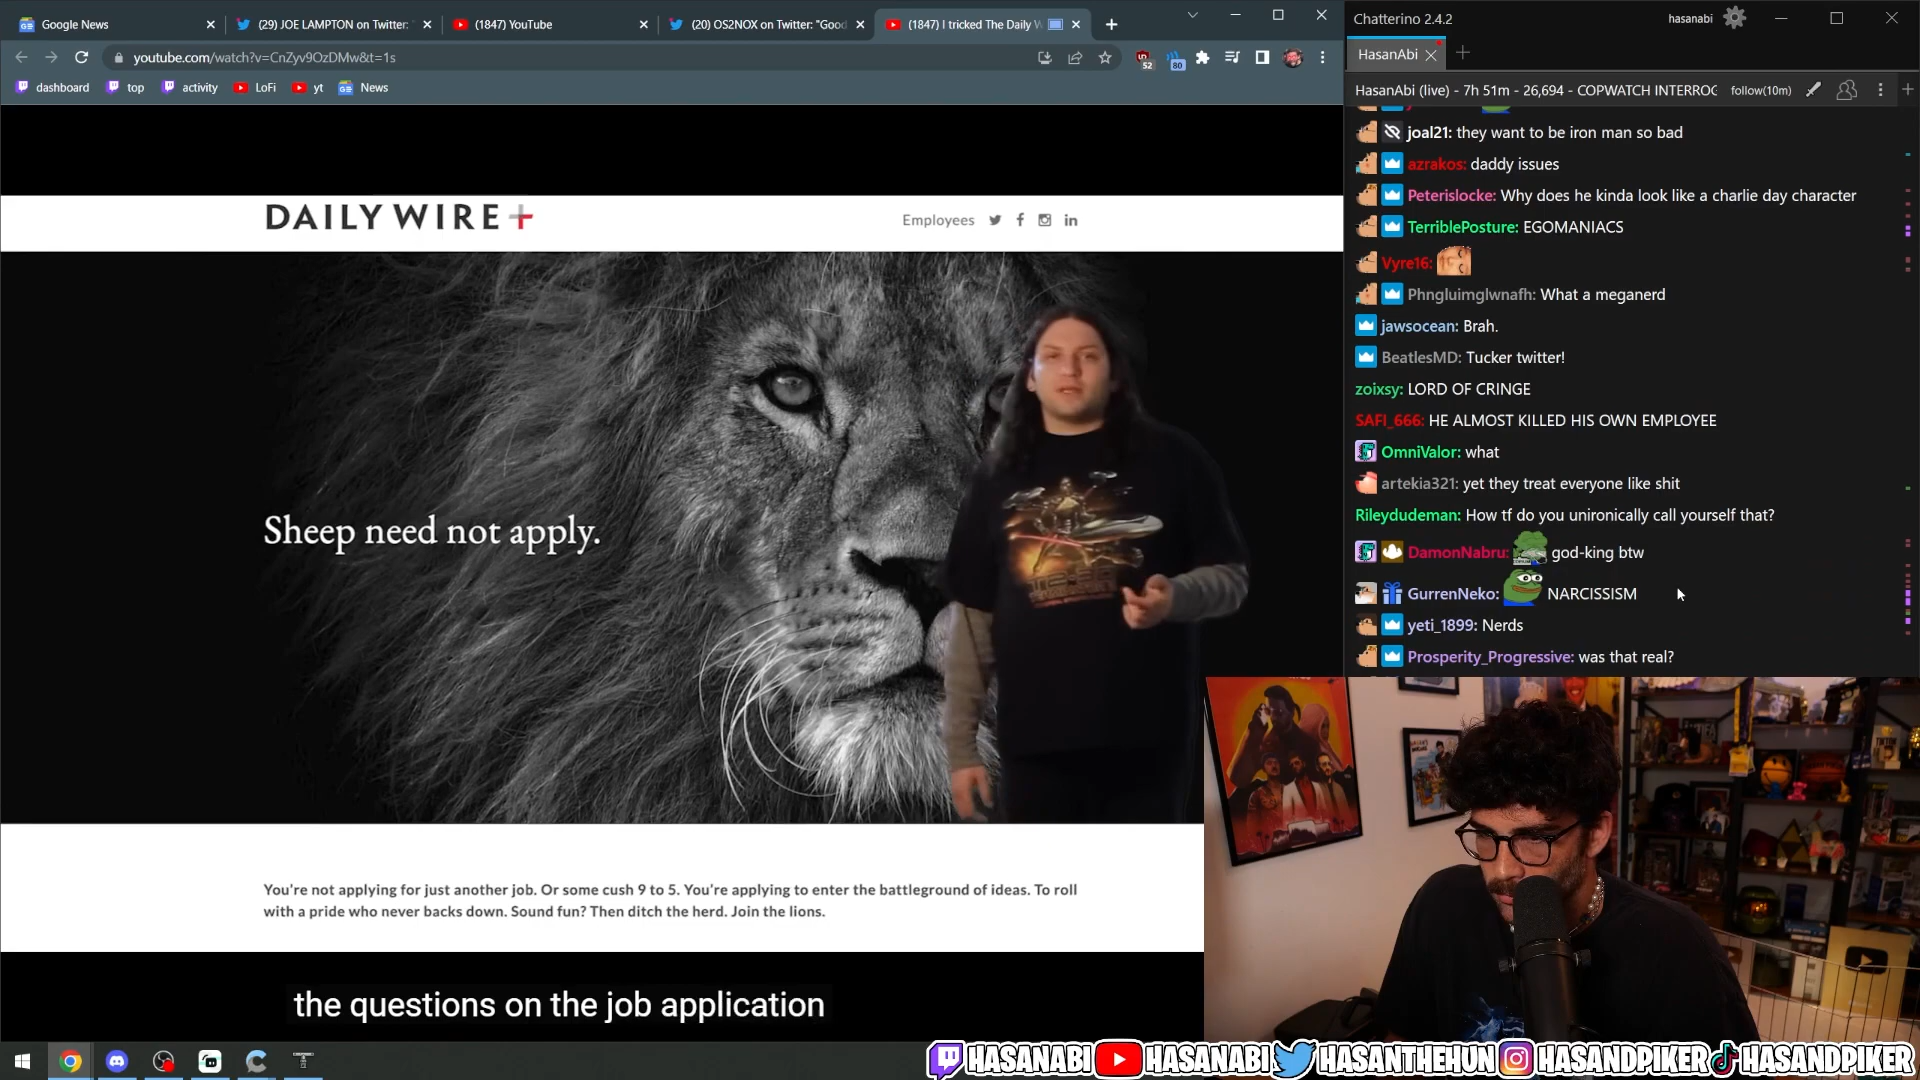 Google News
(29) JOE LAMPTON on Twitter:
(1847) YouTube
(20) OS2NOX on Twitter: "Good
(1847) I tricked The Daily W
youtube.com/watch?v=CnZyv9OzDMw&t=1s
52
80
dashboard
top
activity
LoFi
yt
News
DAILY WIRE +
Employees
Sheep need not apply.
You're not applying for just another job. Or some cush 9 to 5. You're applying to enter the battleground of ideas. To roll
with a pride who never backs down. Sound fun? Then ditch the herd. Join the lions.
the questions on the job application
Chatterino 2.4.2
hasanabi
HasanAbi
HasanAbi (live) - 7h 51m - 26,694 - COPWATCH INTERROG
follow(10m)
joal21: they want to be iron man so bad
azrakos: daddy issues
Peterislocke: Why does he kinda look like a charlie day character
TerriblePosture: EGOMANIACS
Vyre16:
Phngluimglwnafh: What a meganerd
jawsocean: Brah.
BeatlesMD: Tucker twitter!
zoixsy: LORD OF CRINGE
SAFI_666: HE ALMOST KILLED HIS OWN EMPLOYEE
OmniValor: what
artekia321: yet they treat everyone like shit
Rileydudeman: How tf do you unironically call yourself that?
DamonNabru: god-king btw
GurrenNeko: NARCISSISM
yeti_1899: Nerds
Prosperity_Progressive: was that real?
HASANABI HASANABI HASANTHEHUN HASANDPIKER HASANDPIKER